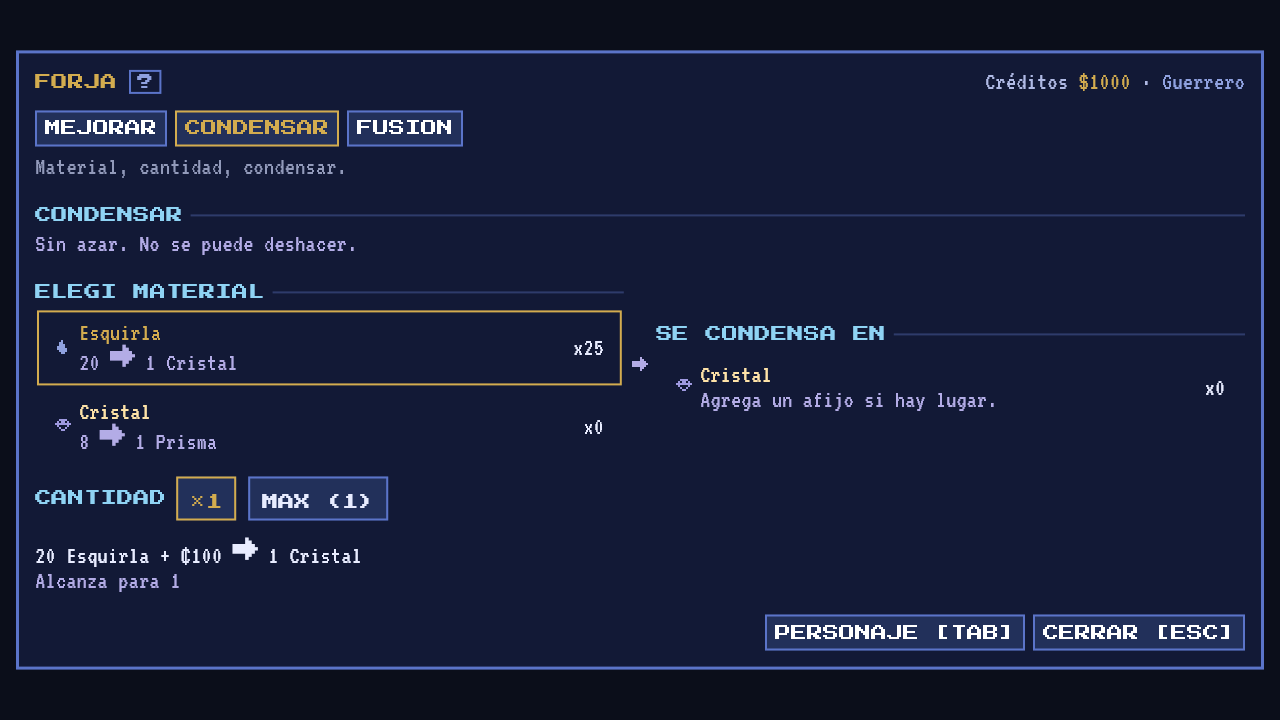 FORJA ?
Créditos $1000 · Guerrero
MEJORAR CONDENSAR FUSION
Material, cantidad, condensar.
CONDENSAR
Sin azar. No se puede deshacer.
ELEGI MATERIAL
Esquirla
20 ➡ 1 Cristal
x25
Cristal
8 ➡ 1 Prisma
x0
➡
SE CONDENSA EN
Cristal
Agrega un afijo si hay lugar.
x0
CANTIDAD ×1 MAX (1)
20 Esquirla + ₵100 ➡ 1 Cristal
Alcanza para 1
PERSONAJE [TAB] CERRAR [ESC]